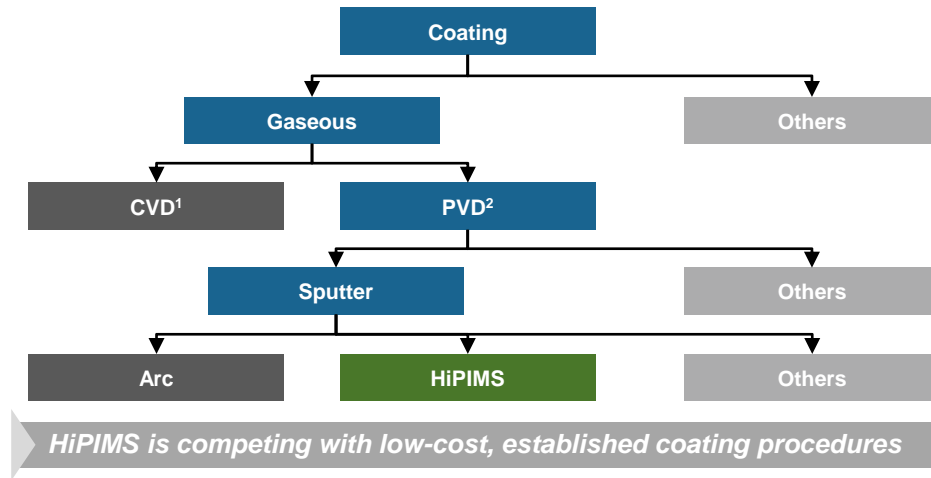 Coating
Gaseous
Others
CVD¹
PVD²
Sputter
Others
Arc
HiPIMS
Others
HiPIMS is competing with low-cost, established coating procedures